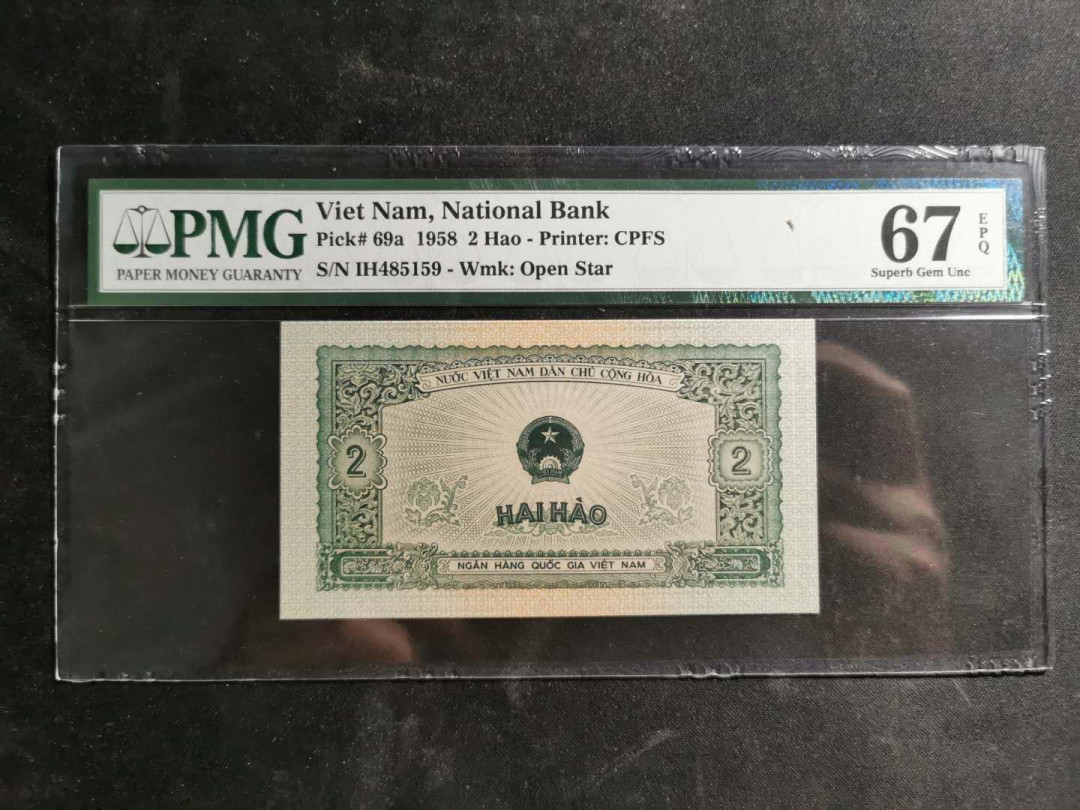 PMG
PAPER MONEY GUARANTY
Viet Nam, National Bank
Pick# 69a 1958 2 Hao - Printer: CPFS
S/N IH485159 - Wmk: Open Star
67
EPQ
Superb Gem Unc
NƯỚC VIỆT NAM DÂN CHỦ CỘNG HÒA
2
2
HAI HÀO
NGÂN HÀNG QUỐC GIA VIỆT NAM